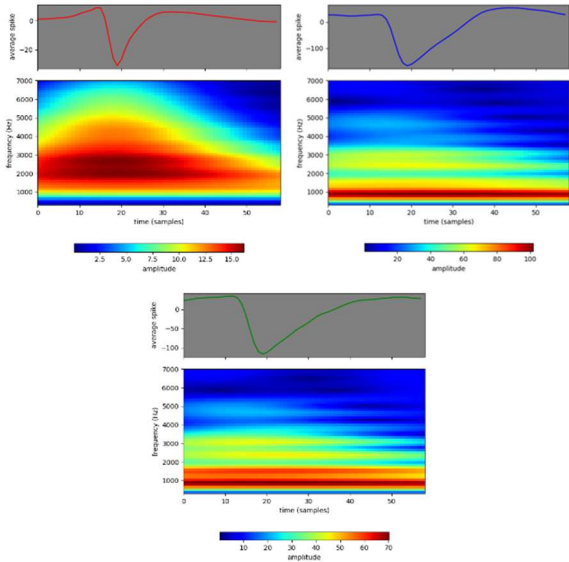 average spike
0
−20
frequency (Hz)
7000
6000
5000
4000
3000
2000
1000
0 10 20 30 40 50
time (samples)
2.5 5.0 7.5 10.0 12.5 15.0
amplitude
average spike
0
−100
frequency (Hz)
7000
6000
5000
4000
3000
2000
1000
0 10 20 30 40 50
time (samples)
20 40 60 80 100
amplitude
average spike
0
−50
−100
frequency (Hz)
7000
6000
5000
4000
3000
2000
1000
0 10 20 30 40 50
time (samples)
10 20 30 40 50 60 70
amplitude